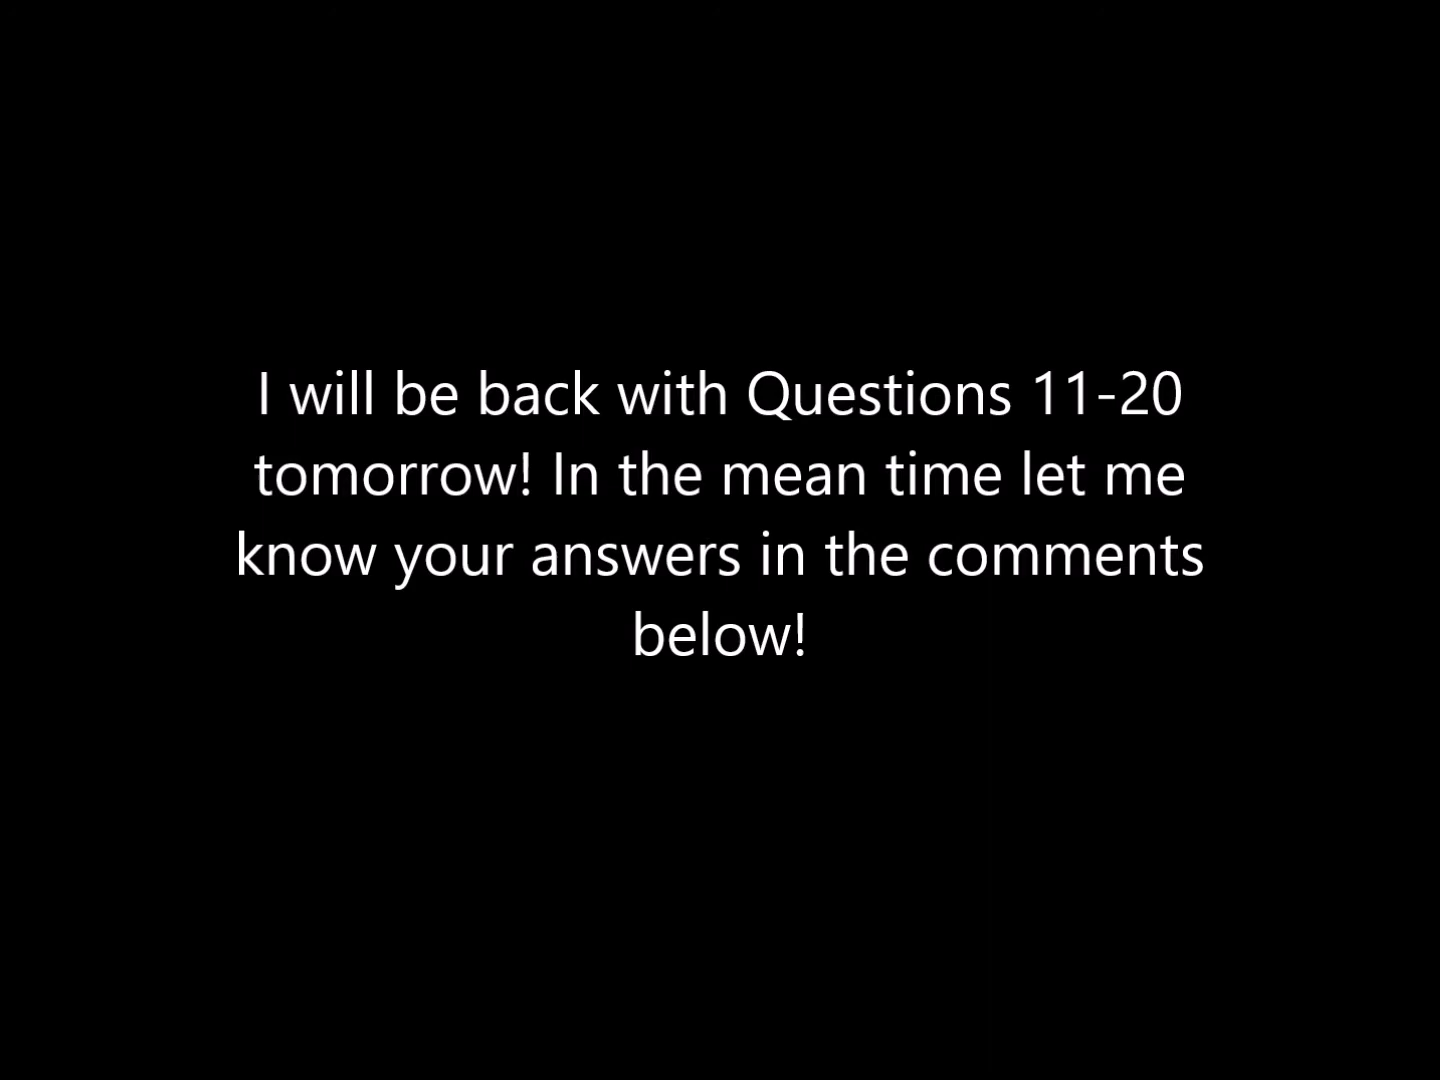 I will be back with Questions 11-20
tomorrow! In the mean time let me
know your answers in the comments
below!